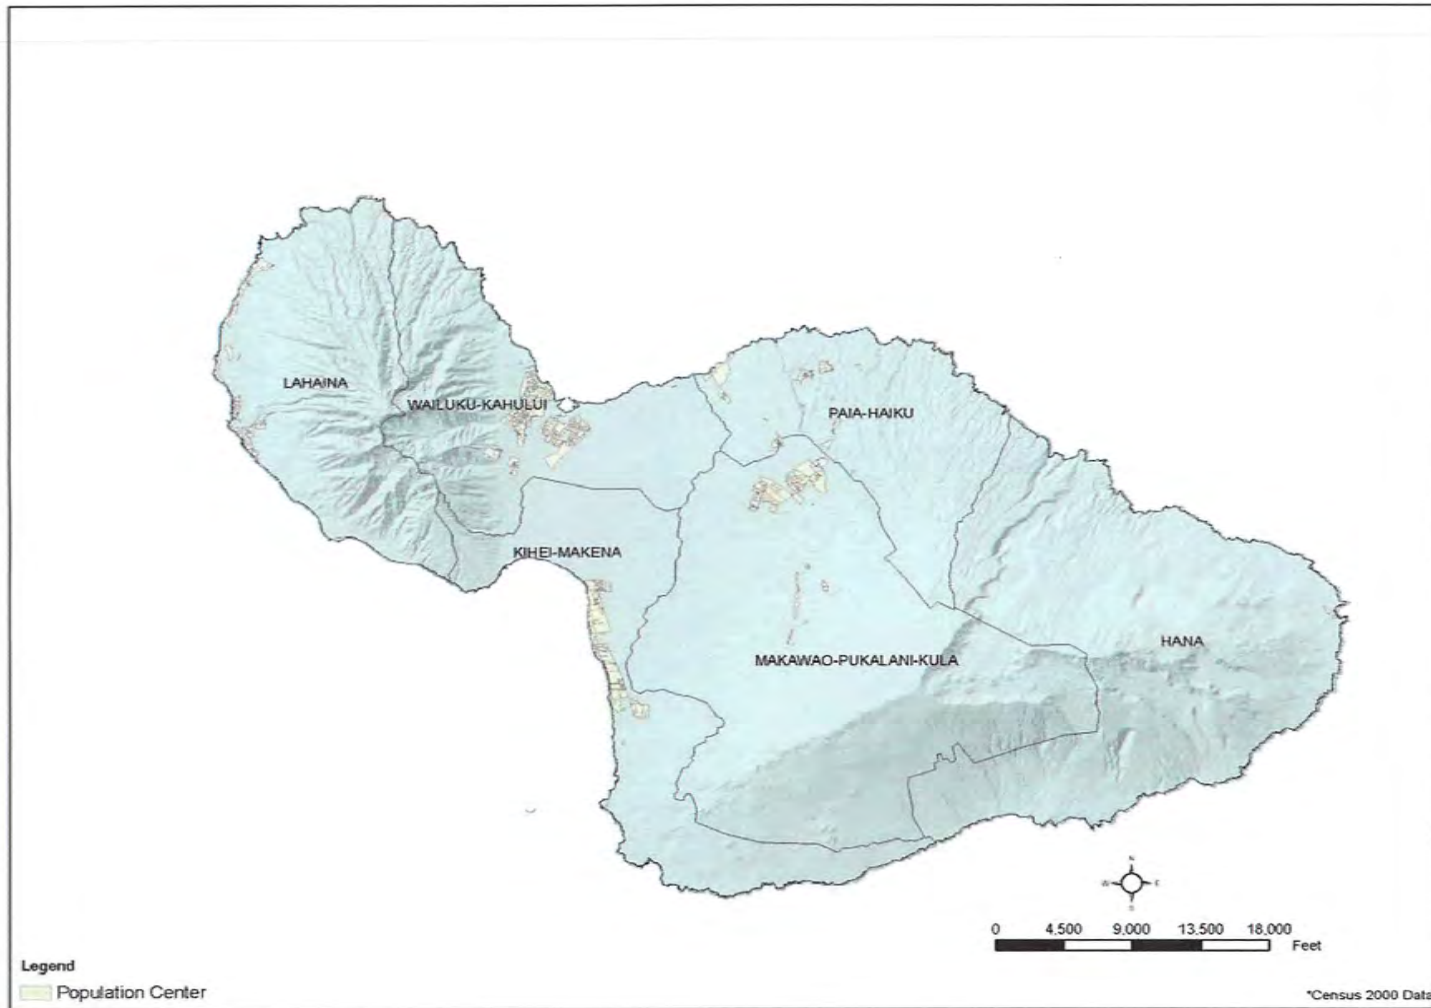 LAHAINA
WAILUKU-KAHULUI
PAIA-HAIKU
KIHEI-MAKENA
HANA
MAKAWAO-PUKALANI-KULA
N
W E
S
0 4,500 9,000 13,500 18,000
Feet
Legend
Population Center
*Census 2000 Data